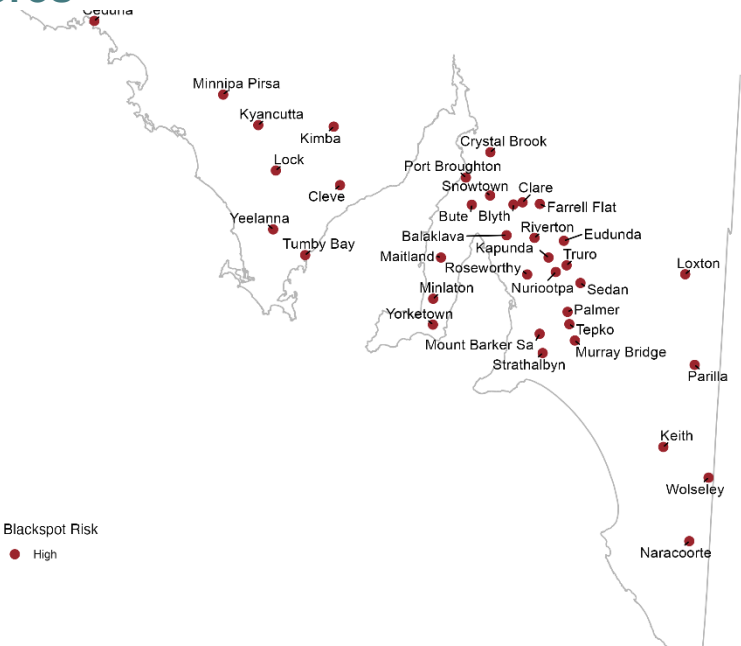 Ceduna
Minnipa Pirsa
Kyancutta
Kimba
Crystal Brook
Lock
Port Broughton
Snowtown
Clare
Cleve
Farrell Flat
Bute
Blyth
Yeelanna
Riverton
Balaklava
Eudunda
Tumby Bay
Kapunda
Truro
Maitland
Roseworthy
Loxton
Nuriootpa
Sedan
Minlaton
Palmer
Yorketown
Tepko
Mount Barker Sa
Murray Bridge
Strathalbyn
Parilla
Keith
Wolseley
Blackspot Risk
High
Naracoorte